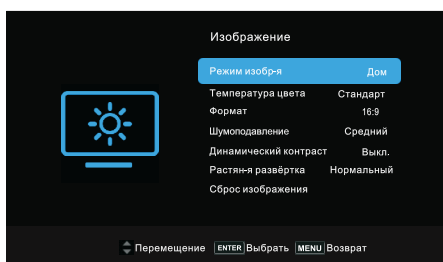 Изображение
Режим изобр-я Дом
Температура цвета Стандарт
Формат 16:9
Шумоподавление Средний
Динамический контраст Выкл.
Растян-я развёртка Нормальный
Сброс изображения
Перемещение ENTER Выбрать MENU Возврат